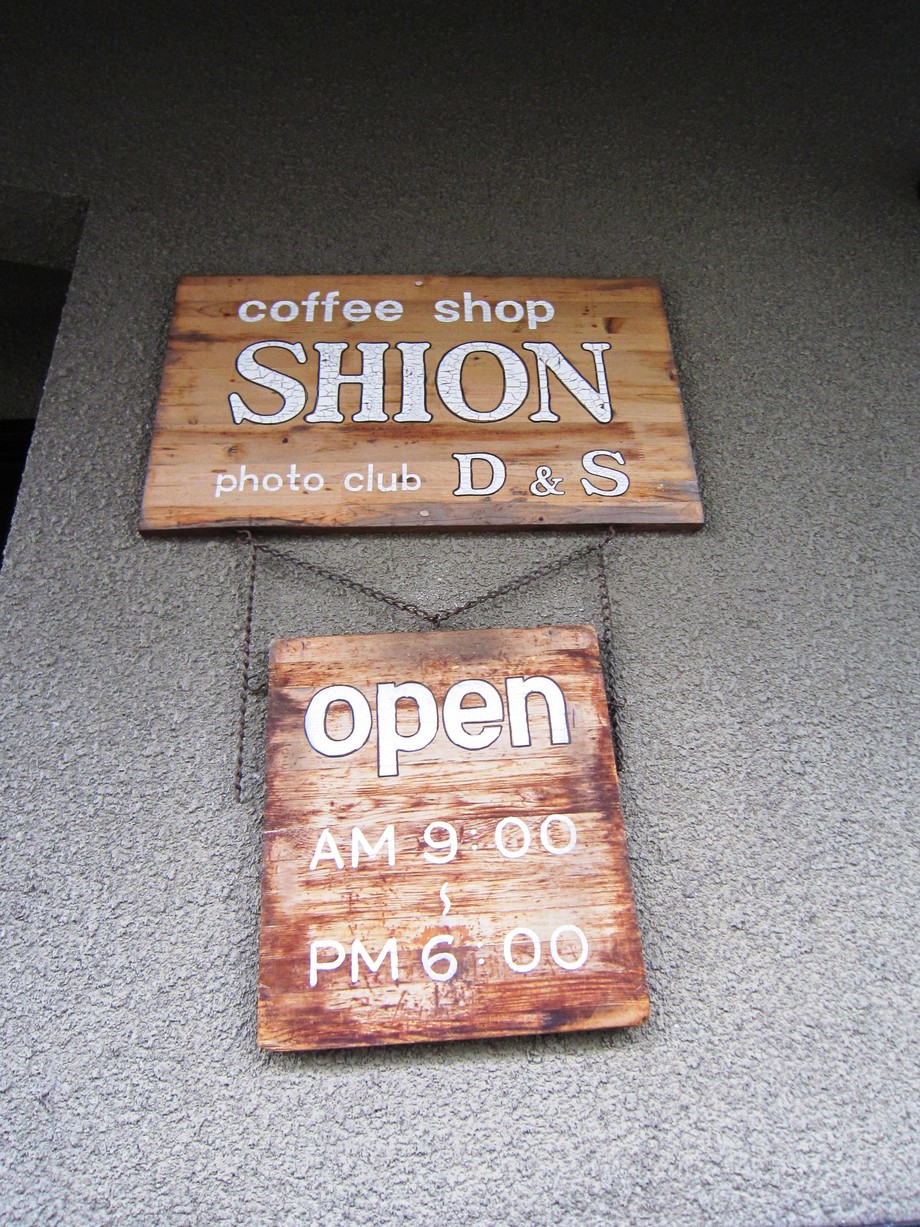 coffee shop
SHION
photo club D & S
open
AM 9:00
~
PM 6:00